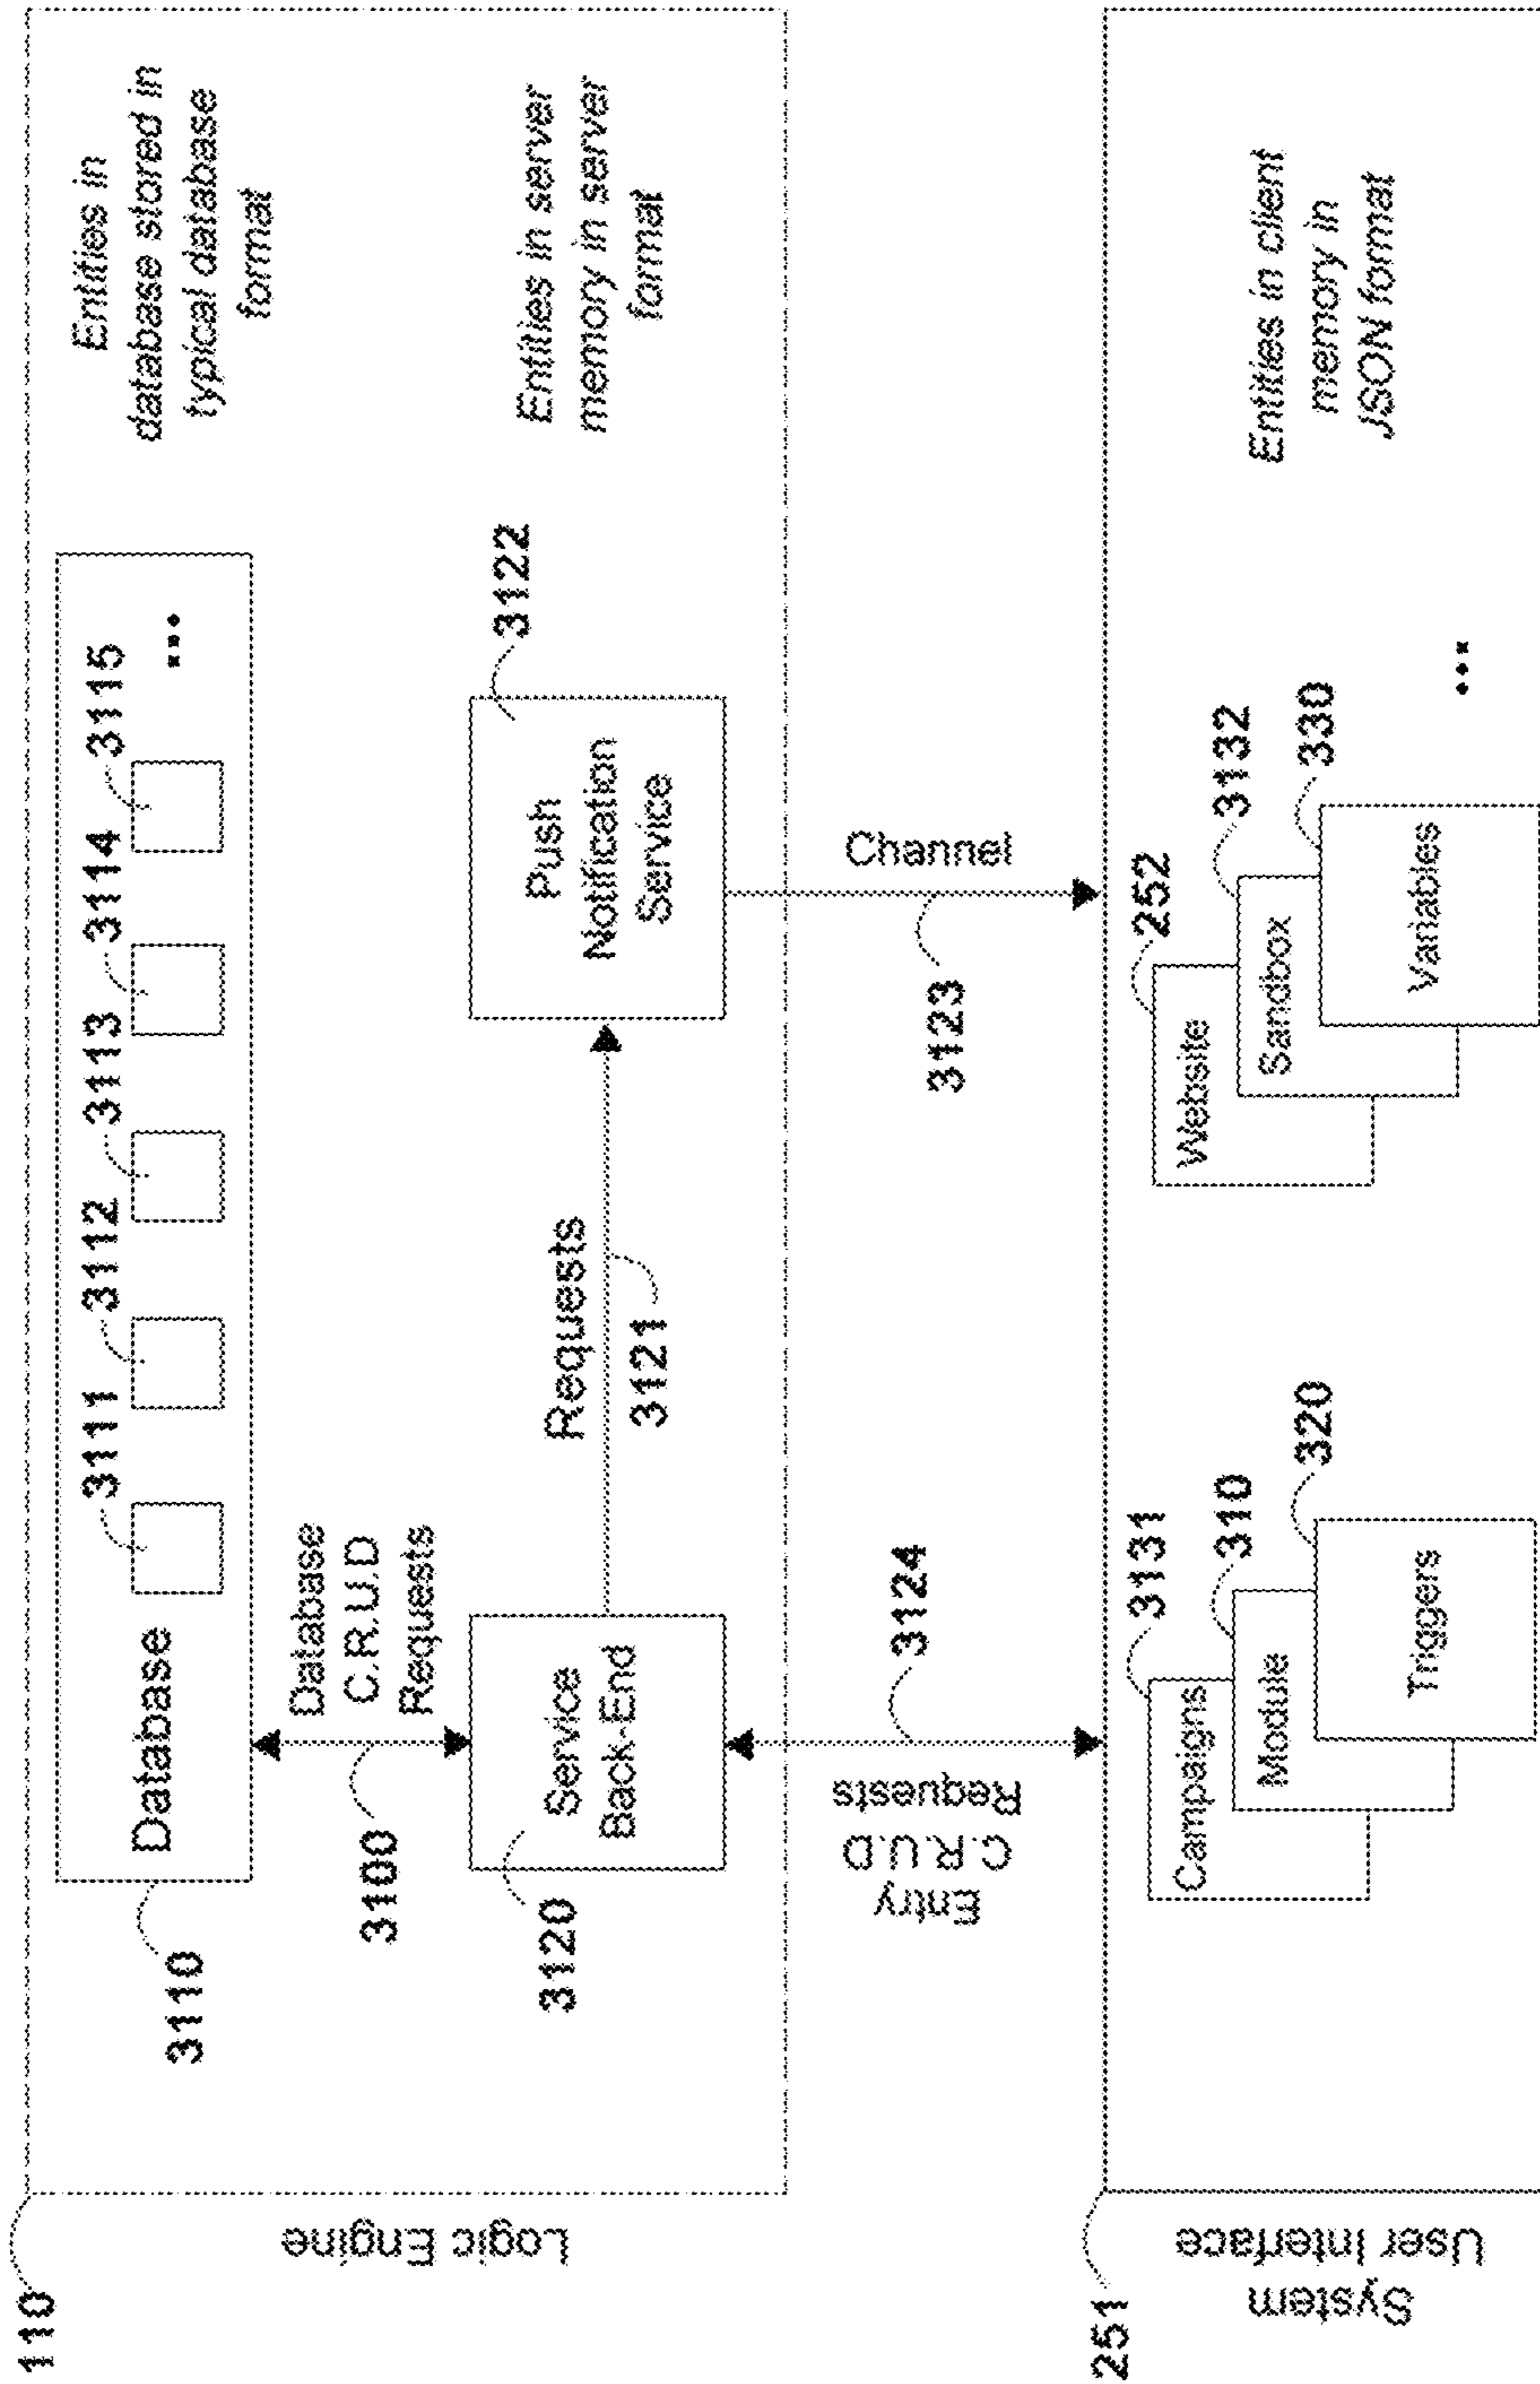 110
Logic Engine
3110
Database
3111
3112
3113
3114
3115
...
Entities in
database stored in
typical database
format
3100
Database
C.R.U.D
Requests
3120
Service
Back-End
Requests
3121
Push
Notification
Service
3122
Entities in server
memory in server
format
Entry
C.R.U.D
Requests
3124
3123
Channel
251
System
User Interface
Campaigns
3131
Module
310
Triggers
320
Website
252
Sandbox
3132
Variables
330
...
Entities in client
memory in
JSON format